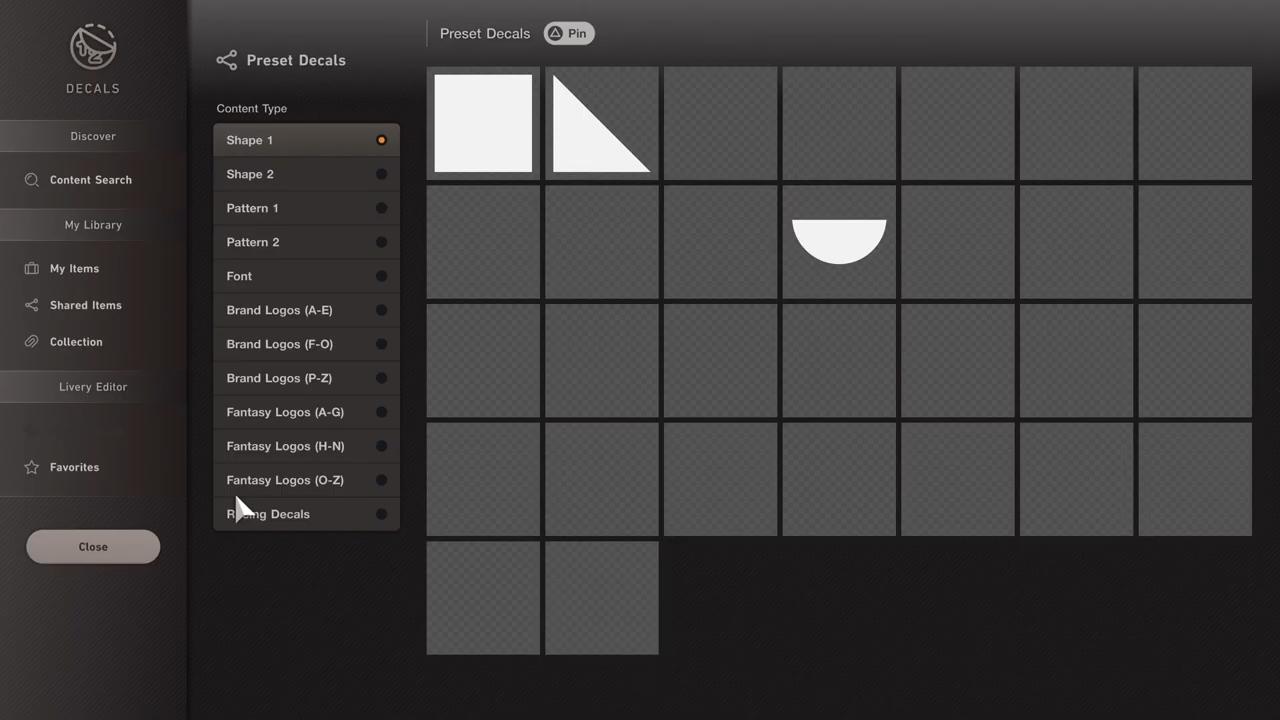 DECALS
Discover
Content Search
My Library
My Items
Shared Items
Collection
Livery Editor
Favorites
Close
Preset Decals
Content Type
Shape 1
Shape 2
Pattern 1
Pattern 2
Font
Brand Logos (A-E)
Brand Logos (F-O)
Brand Logos (P-Z)
Fantasy Logos (A-G)
Fantasy Logos (H-N)
Fantasy Logos (O-Z)
Racing Decals
Preset Decals Pin